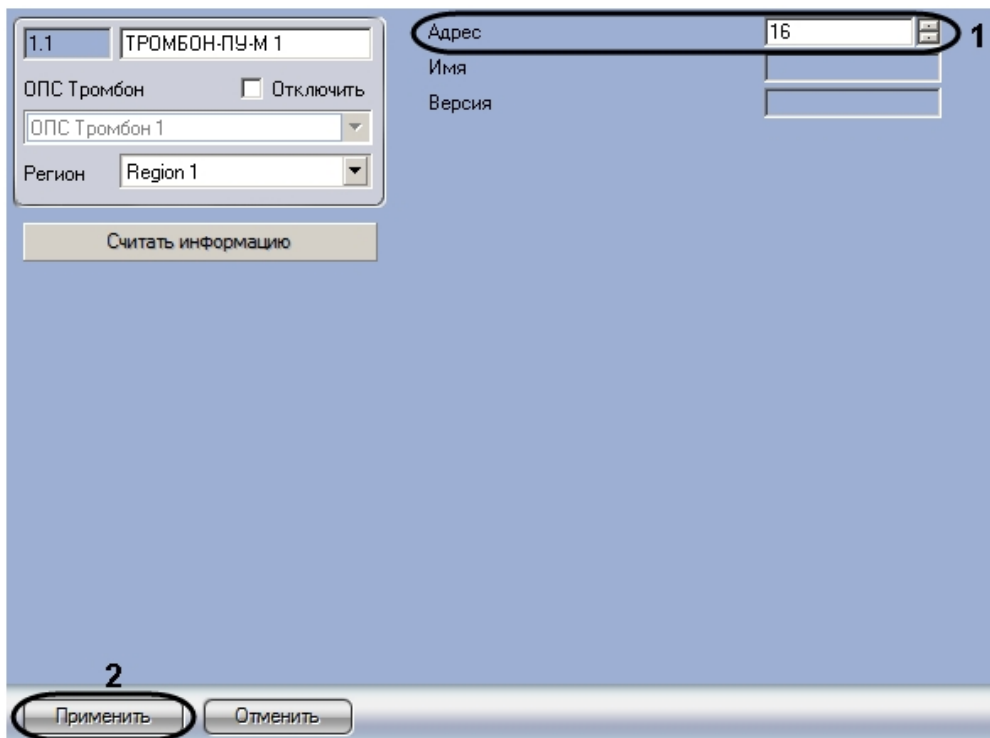 1.1 ТРОМБОН-ПУ-М 1
ОПС Тромбон Отключить
ОПС Тромбон 1
Регион Region 1
Считать информацию
Адрес 16 1
Имя
Версия
2
Применить Отменить